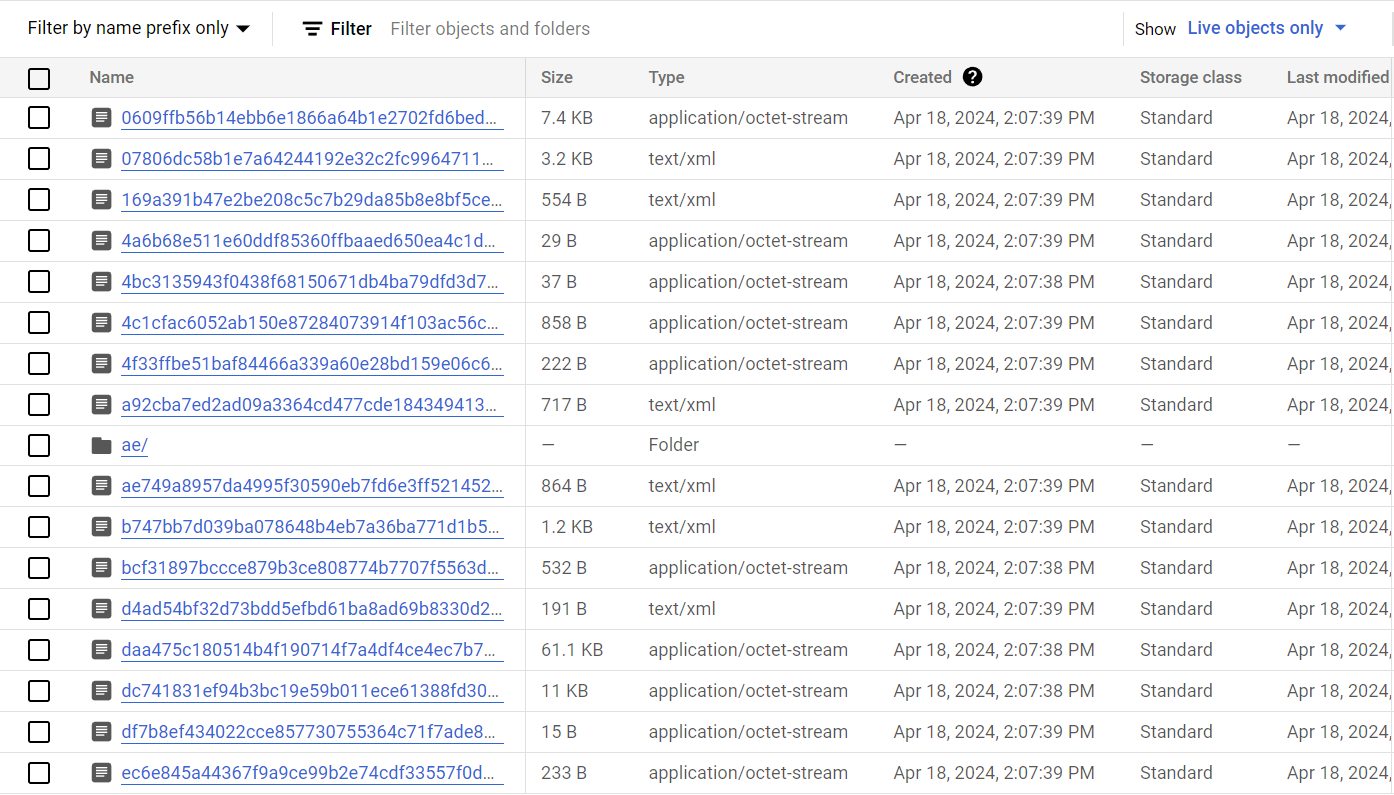 Filter by name prefix only Filter Filter objects and folders Show Live objects only
Name Size Type Created ? Storage class Last modified
0609ffb56b14ebb6e1866a64b1e2702fd6bed... 7.4 KB application/octet-stream Apr 18, 2024, 2:07:39 PM Standard Apr 18, 2024,
07806dc58b1e7a64244192e32c2fc9964711... 3.2 KB text/xml Apr 18, 2024, 2:07:39 PM Standard Apr 18, 2024,
169a391b47e2be208c5c7b29da85b8e8bf5ce... 554 B text/xml Apr 18, 2024, 2:07:38 PM Standard Apr 18, 2024,
4a6b68e511e60ddf85360ffbaaed650ea4c1d... 29 B application/octet-stream Apr 18, 2024, 2:07:39 PM Standard Apr 18, 2024,
4bc3135943f0438f68150671db4ba79dfd3d7... 37 B application/octet-stream Apr 18, 2024, 2:07:38 PM Standard Apr 18, 2024,
4c1cfac6052ab150e87284073914f103ac56c... 858 B application/octet-stream Apr 18, 2024, 2:07:39 PM Standard Apr 18, 2024,
4f33ffbe51baf84466a339a60e28bd159e06c6... 222 B application/octet-stream Apr 18, 2024, 2:07:39 PM Standard Apr 18, 2024,
a92cba7ed2ad09a3364cd477cde184349413... 717 B text/xml Apr 18, 2024, 2:07:39 PM Standard Apr 18, 2024,
ae/ — Folder — — —
ae749a8957da4995f30590eb7fd6e3ff521452... 864 B text/xml Apr 18, 2024, 2:07:39 PM Standard Apr 18, 2024,
b747bb7d039ba078648b4eb7a36ba771d1b5... 1.2 KB text/xml Apr 18, 2024, 2:07:39 PM Standard Apr 18, 2024,
bcf31897bccce879b3ce808774b7707f5563d... 532 B application/octet-stream Apr 18, 2024, 2:07:38 PM Standard Apr 18, 2024,
d4ad54bf32d73bdd5efbd61ba8ad69b8330d2... 191 B text/xml Apr 18, 2024, 2:07:39 PM Standard Apr 18, 2024,
daa475c180514b4f190714f7a4df4ce4ec7b7... 61.1 KB application/octet-stream Apr 18, 2024, 2:07:38 PM Standard Apr 18, 2024,
dc741831ef94b3bc19e59b011ece61388fd30... 11 KB application/octet-stream Apr 18, 2024, 2:07:38 PM Standard Apr 18, 2024,
df7b8ef434022cce857730755364c71f7ade8... 15 B application/octet-stream Apr 18, 2024, 2:07:39 PM Standard Apr 18, 2024,
ec6e845a44367f9a9ce99b2e74cdf33557f0d... 233 B application/octet-stream Apr 18, 2024, 2:07:39 PM Standard Apr 18, 2024,